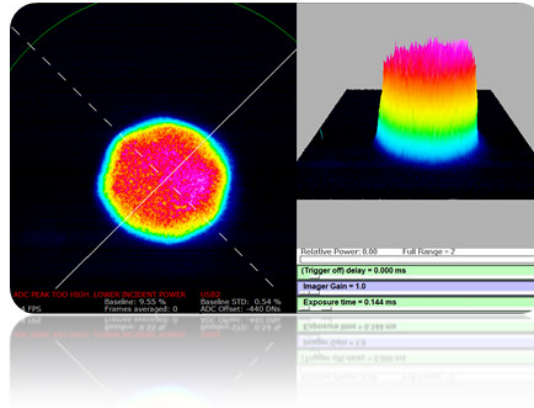 ADC PEAK TOO HIGH. LOWER INCIDENT POWER
USB2
Baseline: 9.55 %
Baseline STD: 0.54 %
FPS
Frames averaged: 0
ADC Offset: -440 DNs
Relative Power: 0.00
Full Range = 2
(Trigger off) delay = 0.000 ms
Imager Gain = 1.0
Exposure time = 0.144 ms